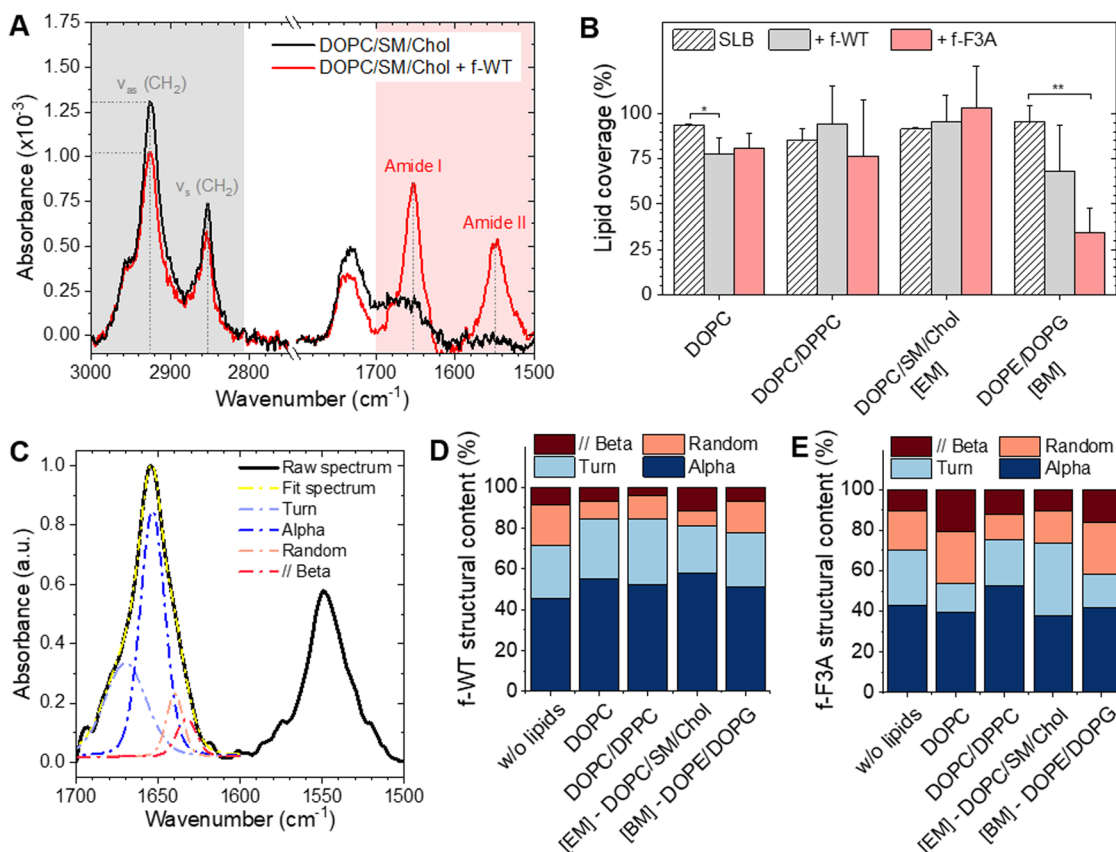 A
DOPC/SM/Chol
DOPC/SM/Chol + f-WT
νas (CH2)
νs (CH2)
Amide I
Amide II
Absorbance (x10-3)
1.75
1.50
1.25
1.00
0.75
0.50
0.25
0.00
3000 2900 2800 1600 1500
Wavenumber (cm-1)
B
SLB + f-WT + f-F3A
*
**
Lipid coverage (%)
100
75
50
25
0
DOPC
DOPC/DPPC
DOPC/SM/Chol
[EM]
DOPE/DOPG
[BM]
C
Raw spectrum
Fit spectrum
Turn
Alpha
Random
// Beta
Absorbance (a.u.)
1.0
0.8
0.6
0.4
0.2
0.0
1700 1650 1600 1550 1500
Wavenumber (cm-1)
D
// Beta Random
Turn Alpha
f-WT structural content (%)
100
80
60
40
20
0
w/o lipids
DOPC
DOPC/DPPC
[EM] - DOPC/SM/Chol
[BM] - DOPE/DOPG
E
// Beta Random
Turn Alpha
f-F3A structural content (%)
100
80
60
40
20
0
w/o lipids
DOPC
DOPC/DPPC
[EM] - DOPC/SM/Chol
[BM] - DOPE/DOPG